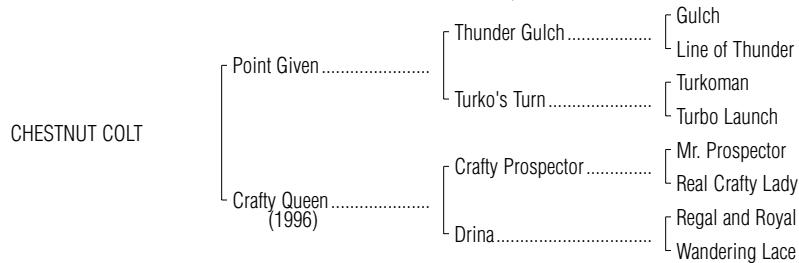 Gulch
Thunder Gulch
Line of Thunder
Point Given
Turkoman
Turko's Turn
Turbo Launch
CHESTNUT COLT
Mr. Prospector
Crafty Prospector
Real Crafty Lady
Crafty Queen
(1996)
Regal and Royal
Drina
Wandering Lace